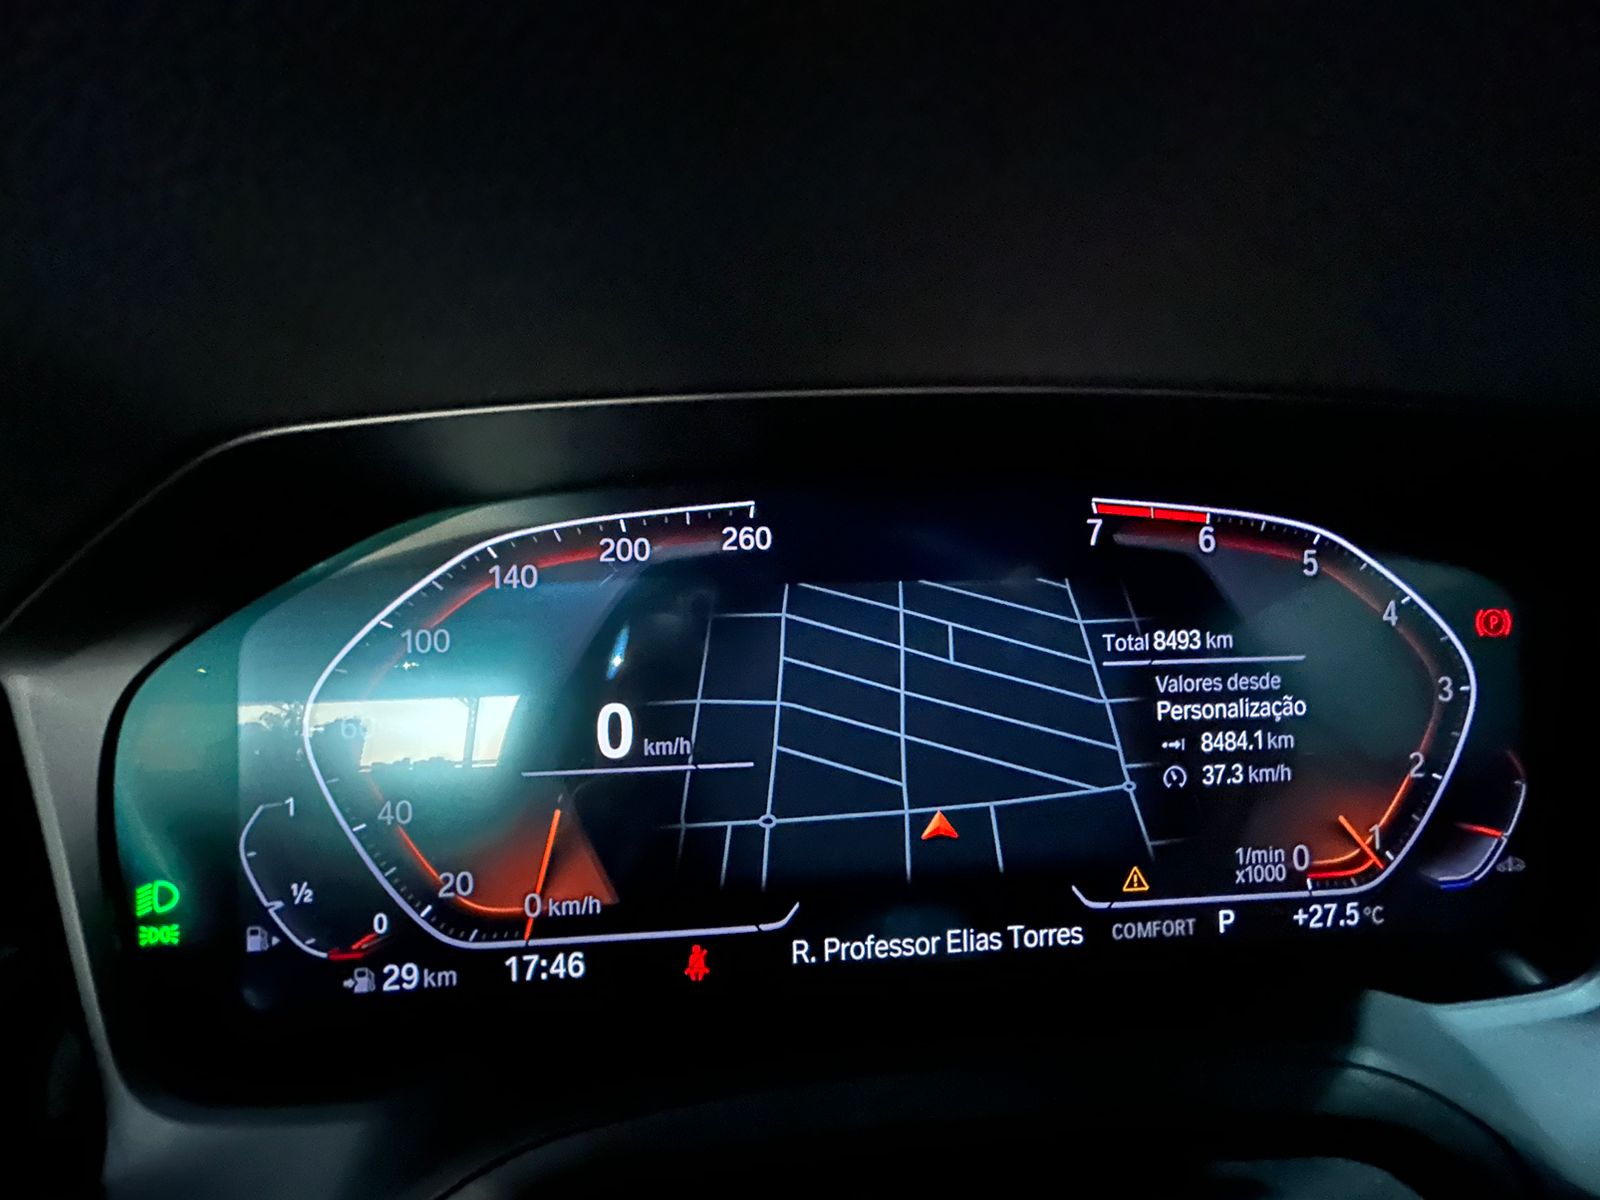 260
200
140
100
60
40
20
0 km/h
0 km/h
1
½
0
29 km
17:46
R. Professor Elias Torres
7
6
5
4
3
2
1
0
1/min
x1000
Total 8493 km
Valores desde
Personalização
8484.1 km
37.3 km/h
COMFORT P +27.5 °C
P